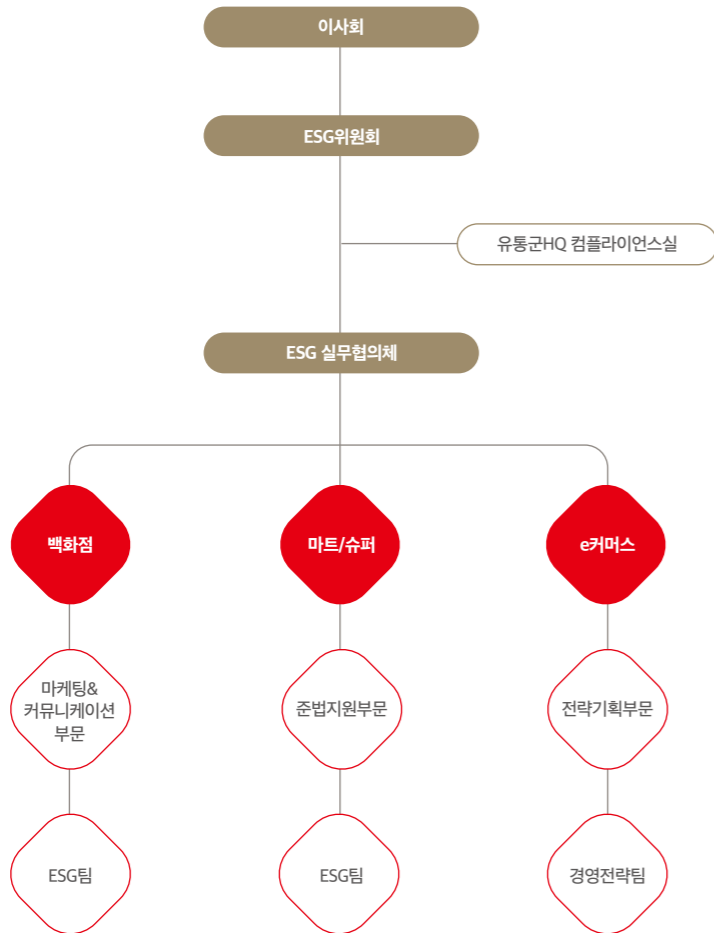 이사회
ESG위원회
유통군HQ 컴플라이언스실
ESG 실무협의체
백화점
마트/슈퍼
e커머스
마케팅&
커뮤니케이션
부문
준법지원부문
전략기획부문
ESG팀
ESG팀
경영전략팀